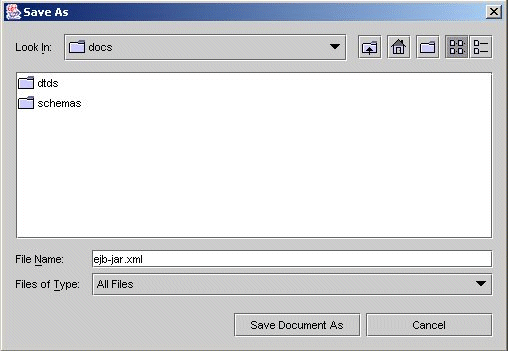 Save As
Look In: docs
dtds
schemas
File Name: ejb-jar.xml
Files of Type: All Files
Save Document As Cancel